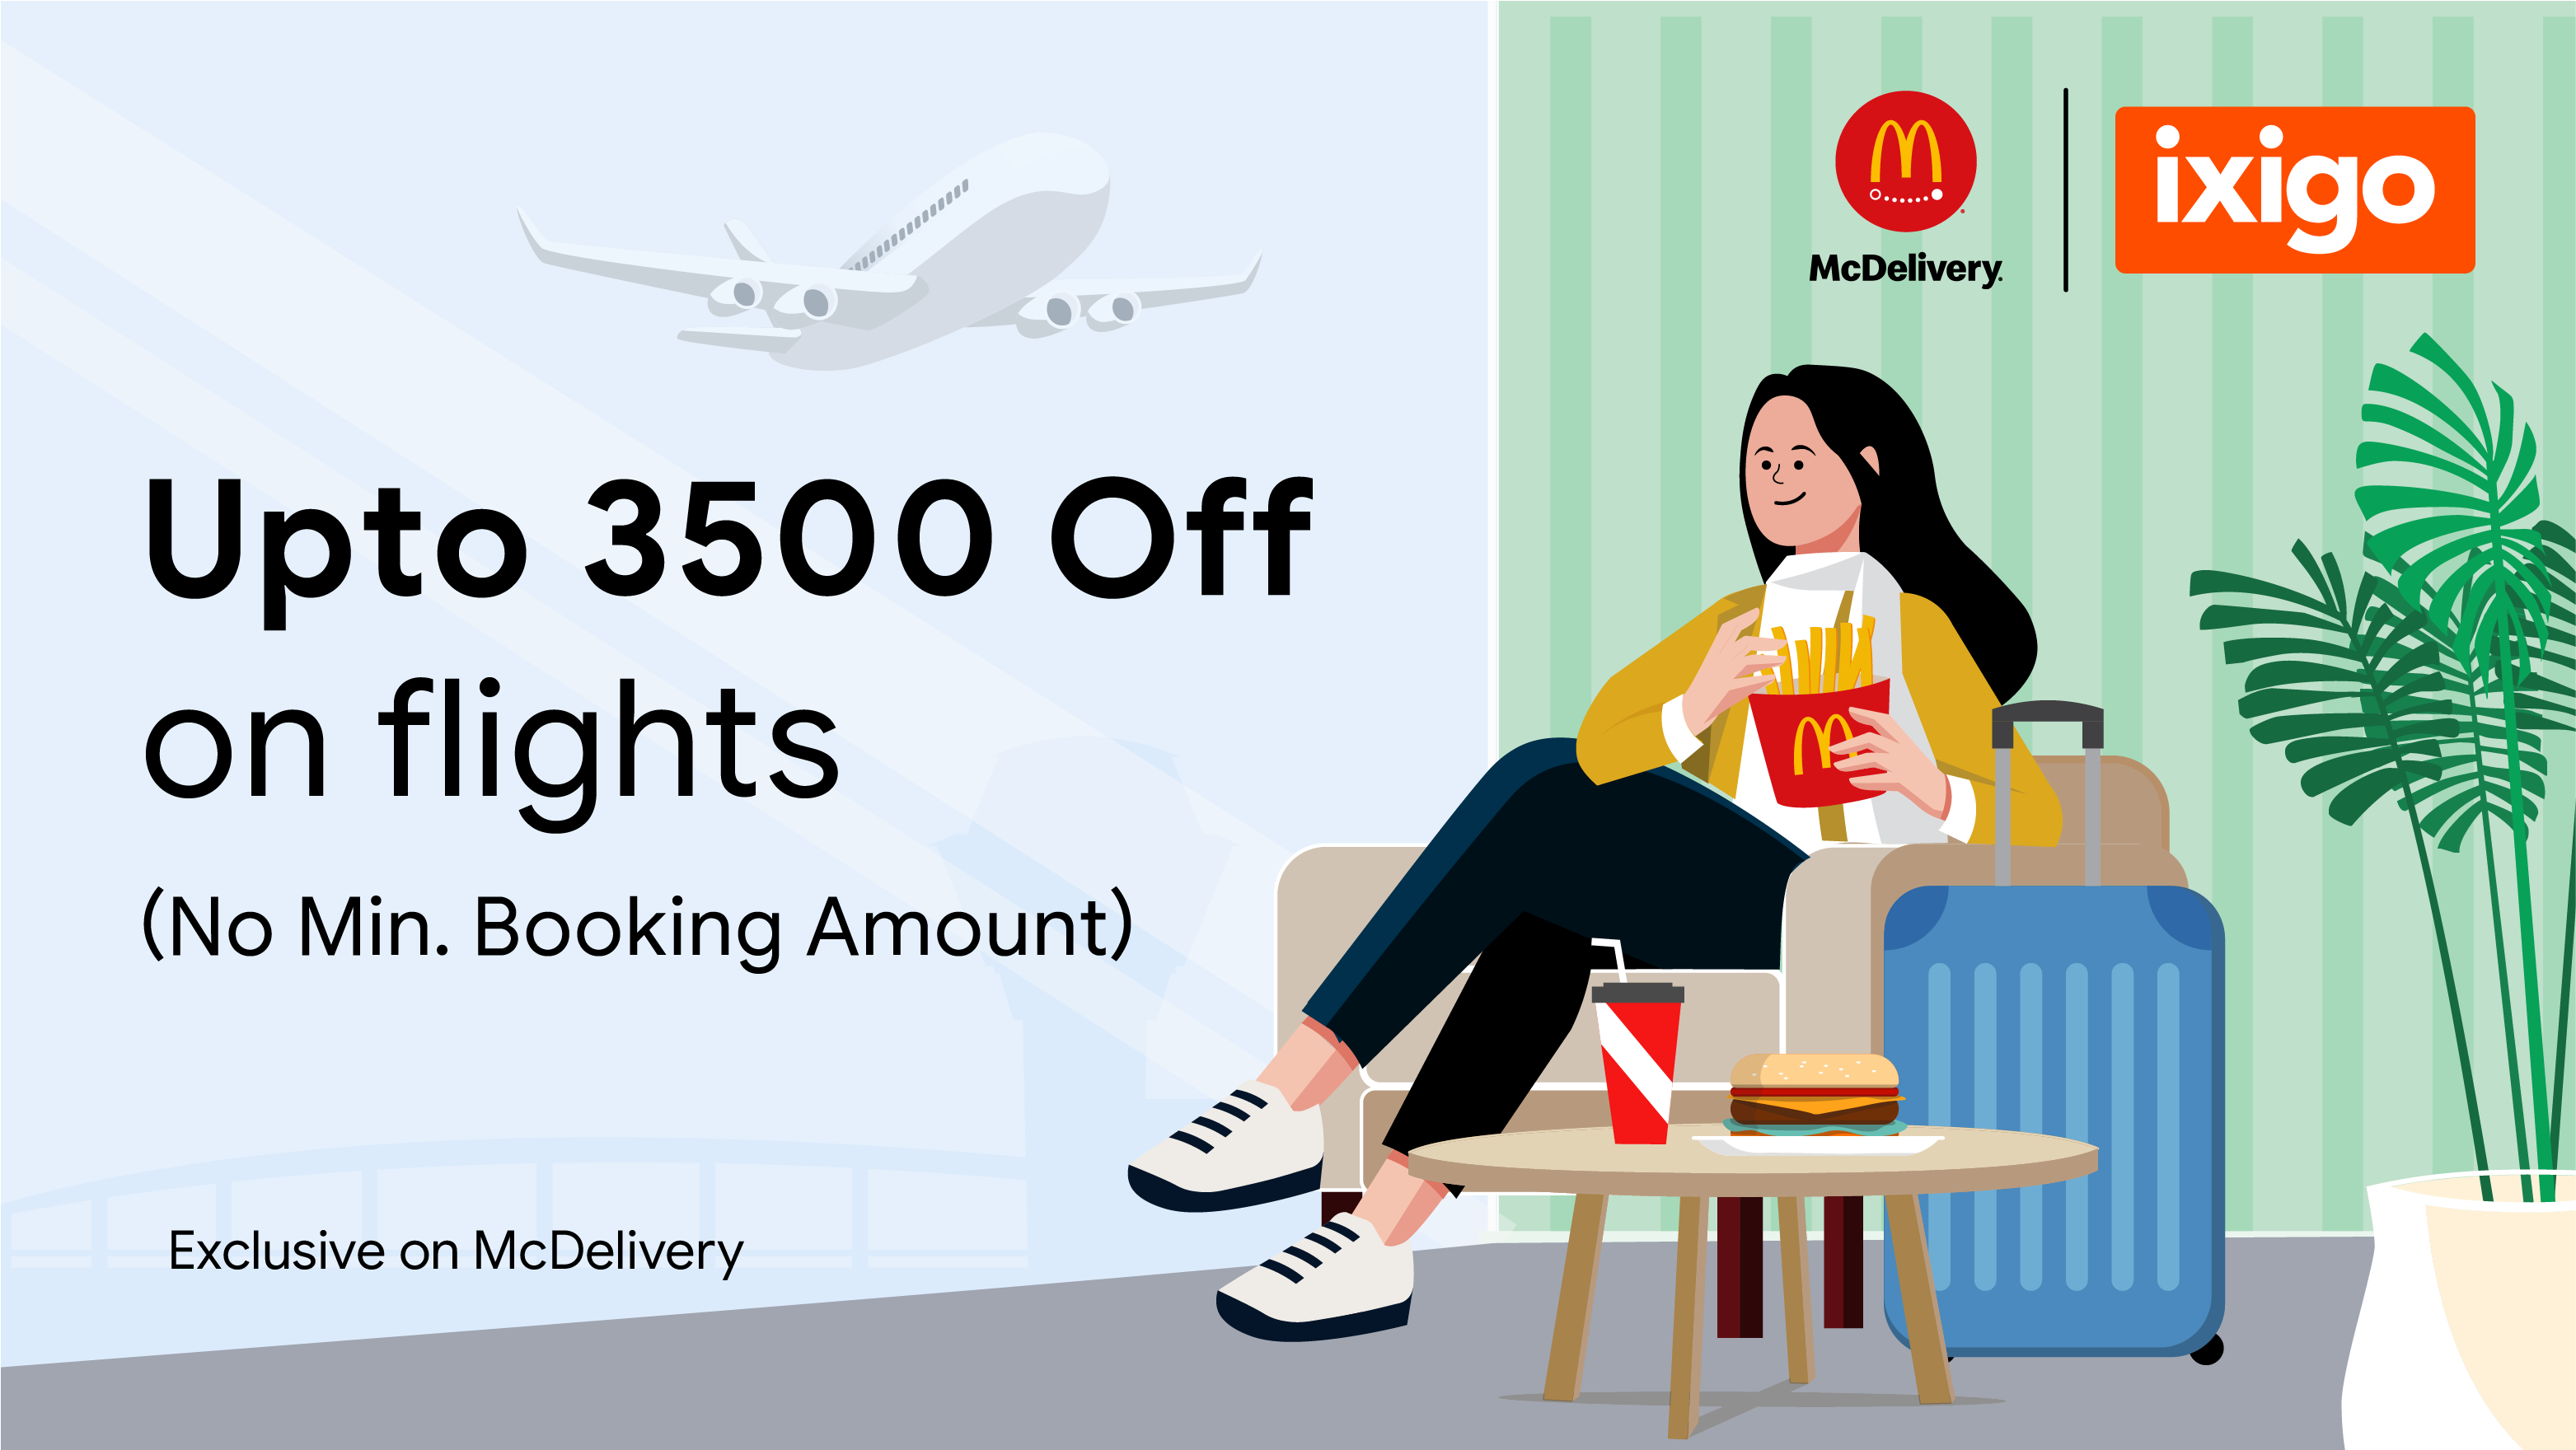 McDelivery.
ixigo
Upto 3500 Off
on flights
(No Min. Booking Amount)
Exclusive on McDelivery